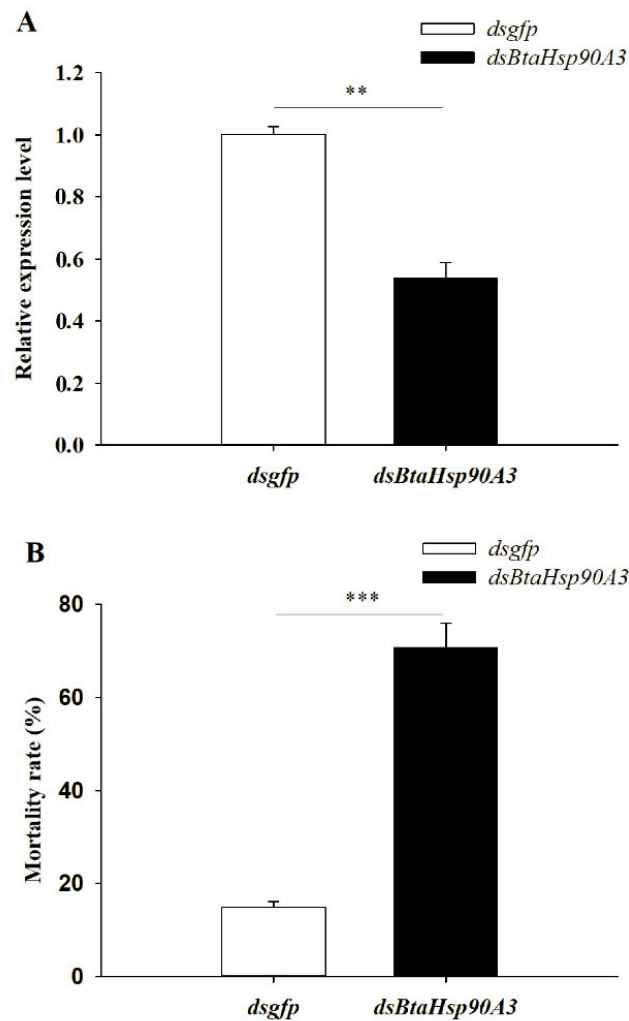 A
dsgfp
dsBtaHsp90A3
**
1.2
1.0
0.8
0.6
0.4
0.2
0.0
Relative expression level
dsgfp
dsBtaHsp90A3
B
dsgfp
dsBtaHsp90A3
***
80
60
40
20
0
Mortality rate (%)
dsgfp
dsBtaHsp90A3